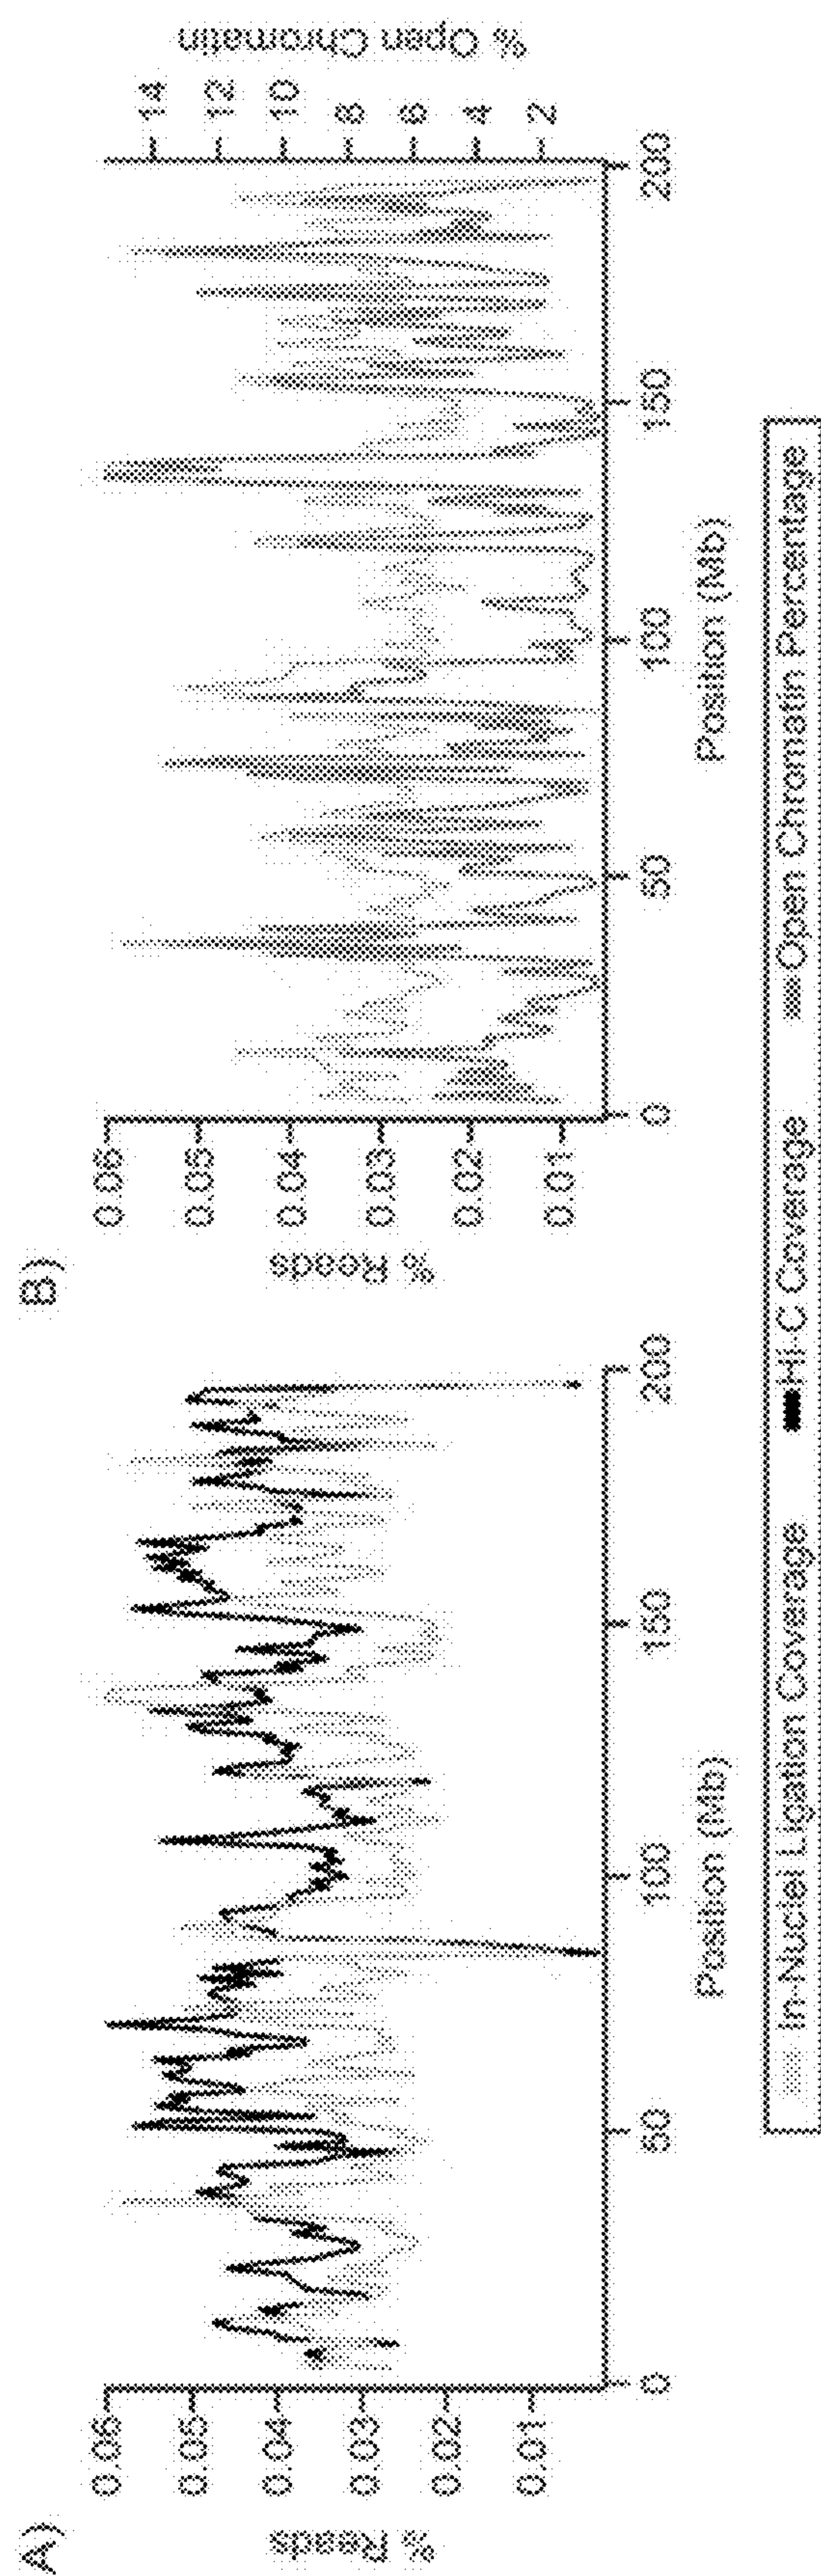 A)
% Reads
0.06
0.05
0.04
0.03
0.02
0.01
0
50
100
150
200
Position (Mb)
B)
% Reads
0.06
0.05
0.04
0.03
0.02
0.01
0
50
100
150
200
Position (Mb)
14
12
10
8
6
4
2
% Open Chromatin
In-Nuclei Ligation Coverage
Hi-C Coverage
Open Chromatin Percentage